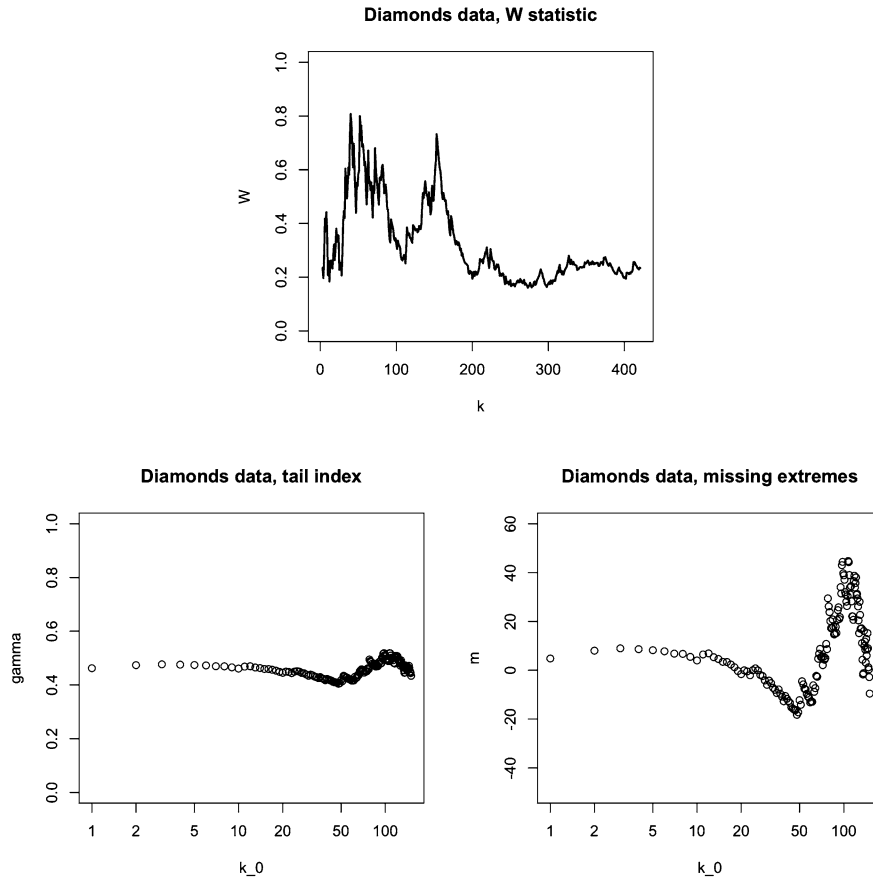 Diamonds data, W statistic
1.0
0.8
0.6
0.4
0.2
0.0
W
0 100 200 300 400
k
Diamonds data, tail index
1.0
0.8
0.6
0.4
0.2
0.0
gamma
1 2 5 10 20 50 100
k_0
Diamonds data, missing extremes
60
40
20
0
-20
-40
m
1 2 5 10 20 50 100
k_0